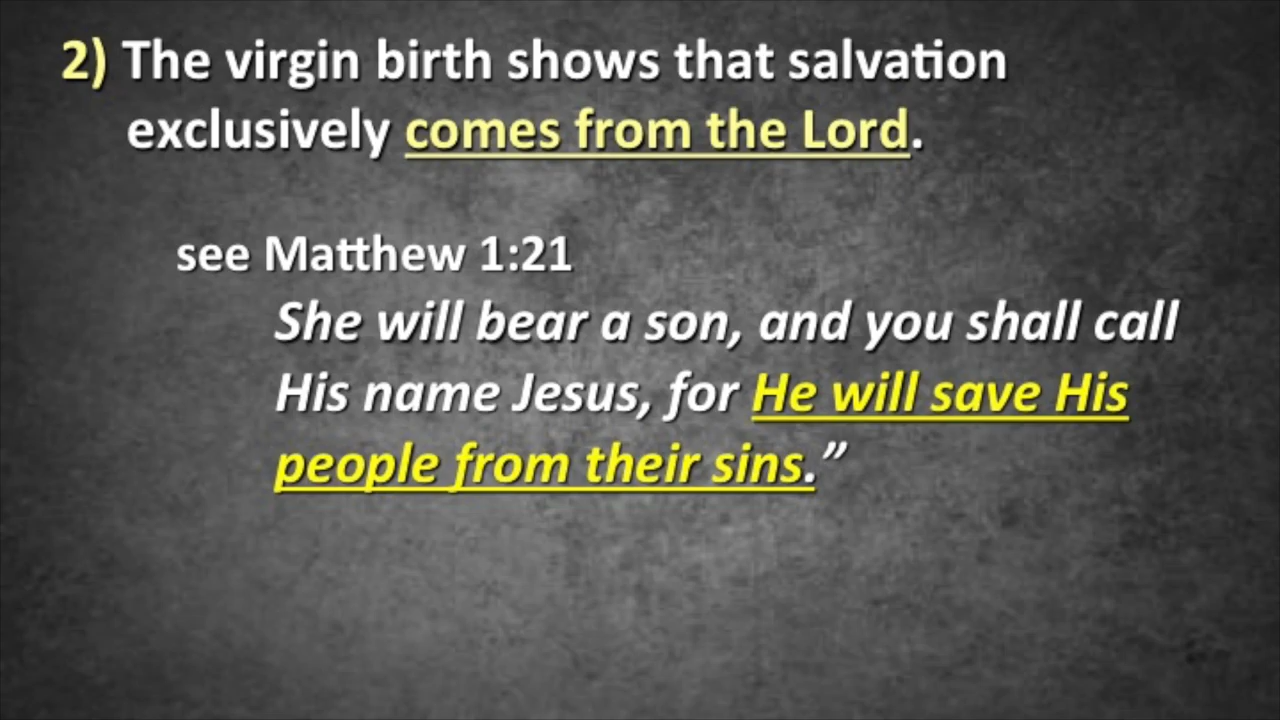 2) The virgin birth shows that salvation
exclusively comes from the Lord.
see Matthew 1:21
She will bear a son, and you shall call
His name Jesus, for He will save His
people from their sins.”